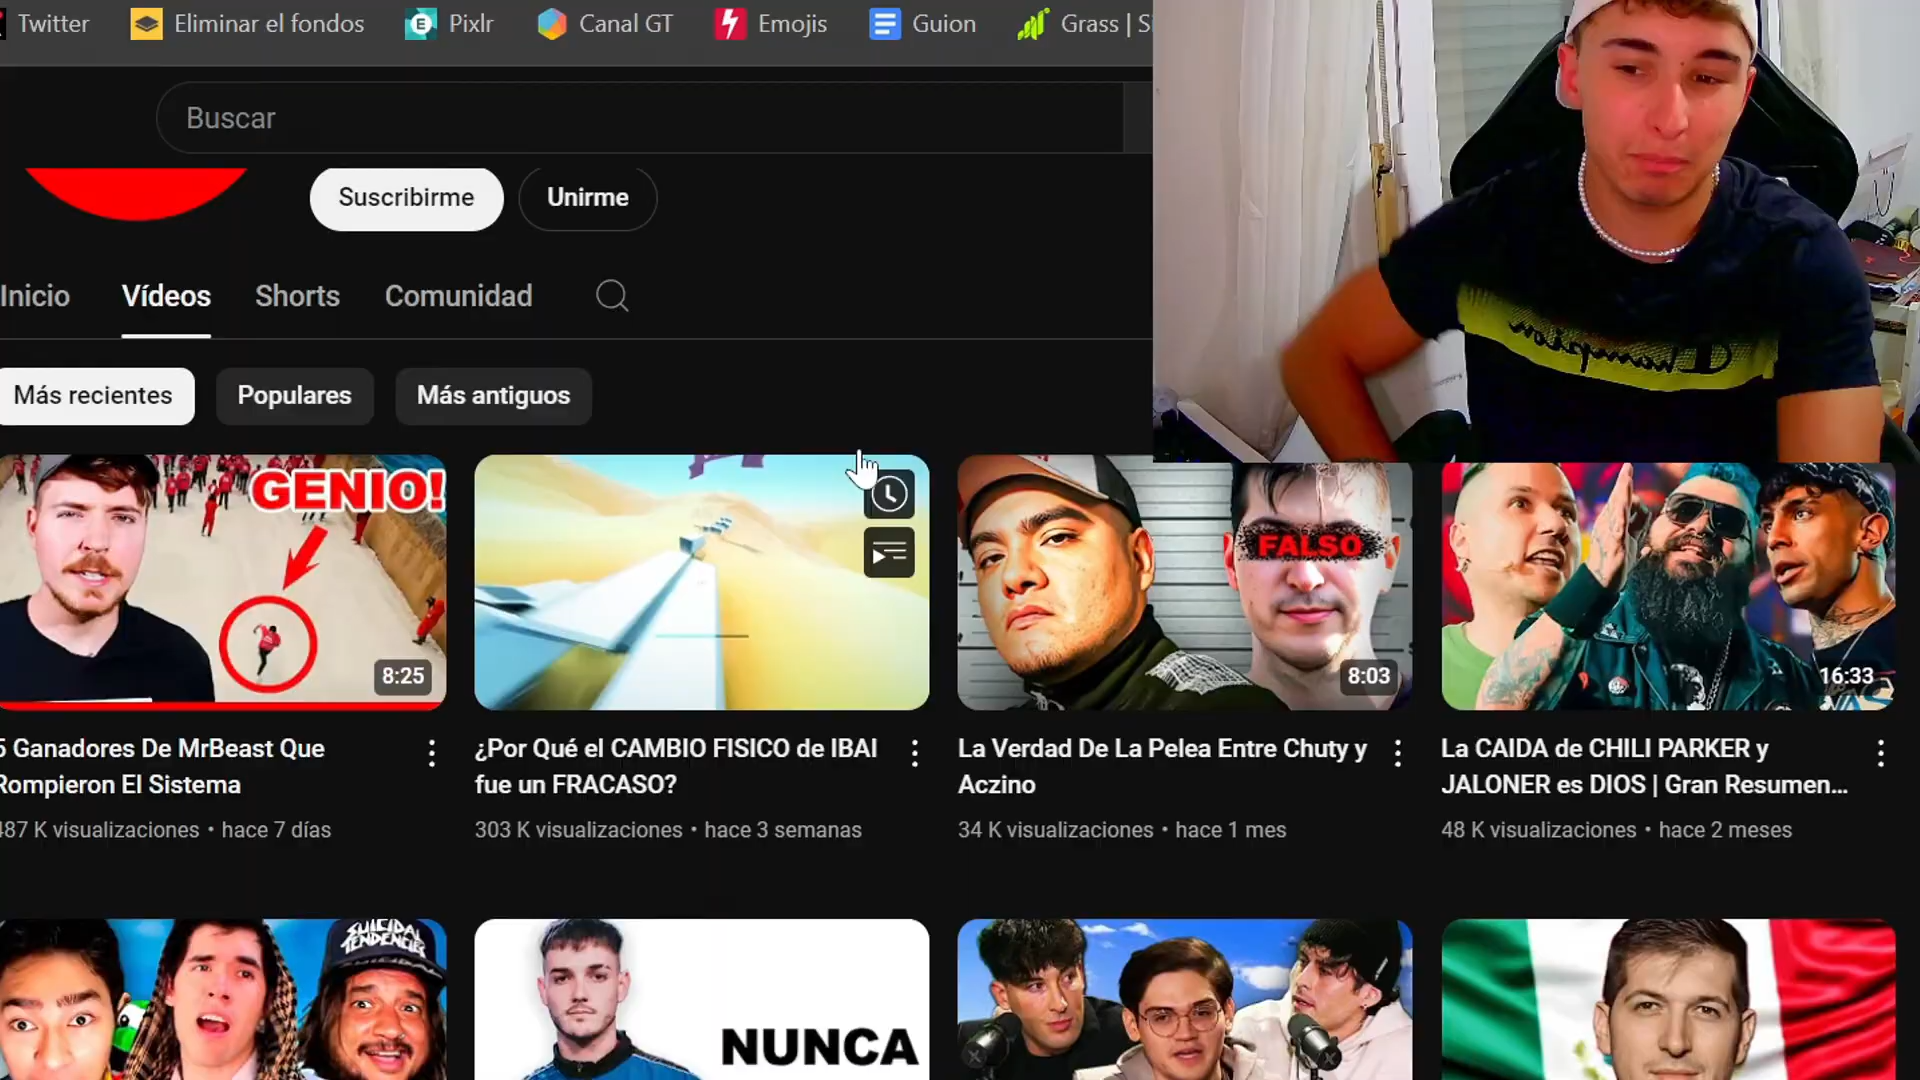 Twitter
Eliminar el fondos
Pixlr
Canal GT
Emojis
Guion
Grass |
Buscar
Suscribirme
Unirme
Inicio
Vídeos
Shorts
Comunidad
Más recientes
Populares
Más antiguos
Champion
GENIO!
8:25
FALSO
8:03
16:33
5 Ganadores De MrBeast Que
Rompieron El Sistema
487 K visualizaciones • hace 7 días
¿Por Qué el CAMBIO FISICO de IBAI
fue un FRACASO?
303 K visualizaciones • hace 3 semanas
La Verdad De La Pelea Entre Chuty y
Aczino
34 K visualizaciones • hace 1 mes
La CAIDA de CHILI PARKER y
JALONER es DIOS | Gran Resumen...
48 K visualizaciones • hace 2 meses
SUICIDAL
TENDENCIES
NUNCA